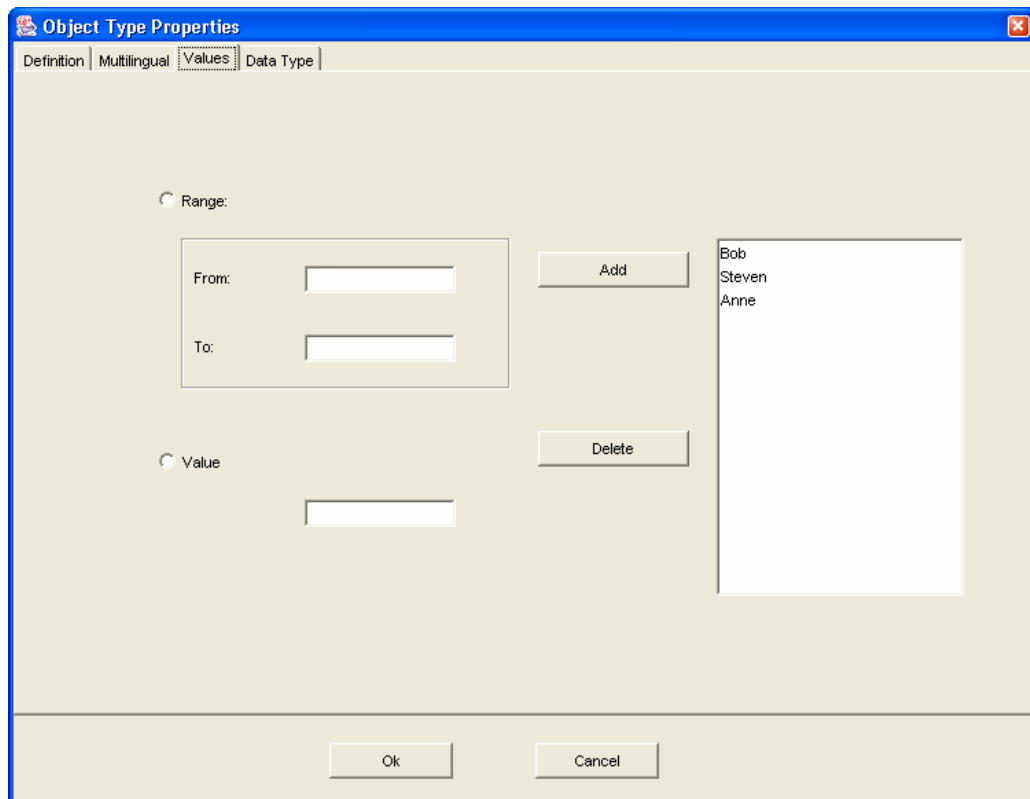 Object Type Properties
Definition Multilingual Values Data Type
Range:
From:
To:
Value
Add
Delete
Bob
Steven
Anne
Ok Cancel